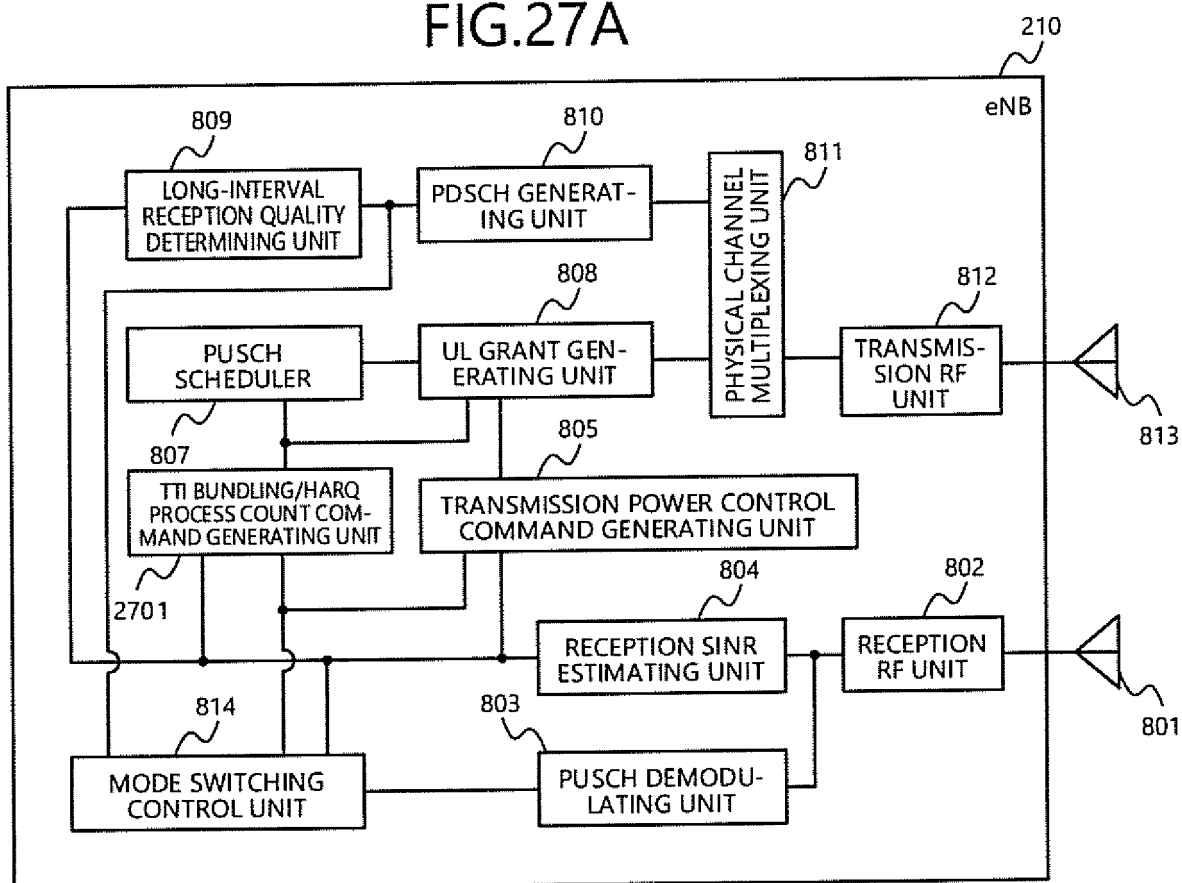 FIG.27A
210
eNB
809
LONG-INTERVAL
RECEPTION QUALITY
DETERMINING UNIT
810
PDSCH GENERAT-
ING UNIT
811
PHYSICAL CHANNEL
MULTIPLEXING UNIT
808
UL GRANT GEN-
ERATING UNIT
812
TRANSMIS-
SION RF
UNIT
813
PUSCH
SCHEDULER
807
805
TTI BUNDLING/HARQ
PROCESS COUNT COM-
MAND GENERATING UNIT
2701
TRANSMISSION POWER CONTROL
COMMAND GENERATING UNIT
804
RECEPTION SINR
ESTIMATING UNIT
802
RECEPTION
RF UNIT
801
814
MODE SWITCHING
CONTROL UNIT
803
PUSCH DEMODU-
LATING UNIT